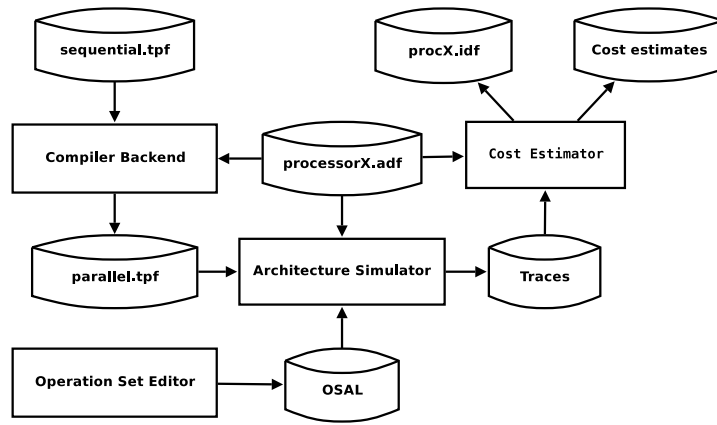 sequential.tpf
procX.idf
Cost estimates
Compiler Backend
processorX.adf
Cost Estimator
parallel.tpf
Architecture Simulator
Traces
Operation Set Editor
OSAL